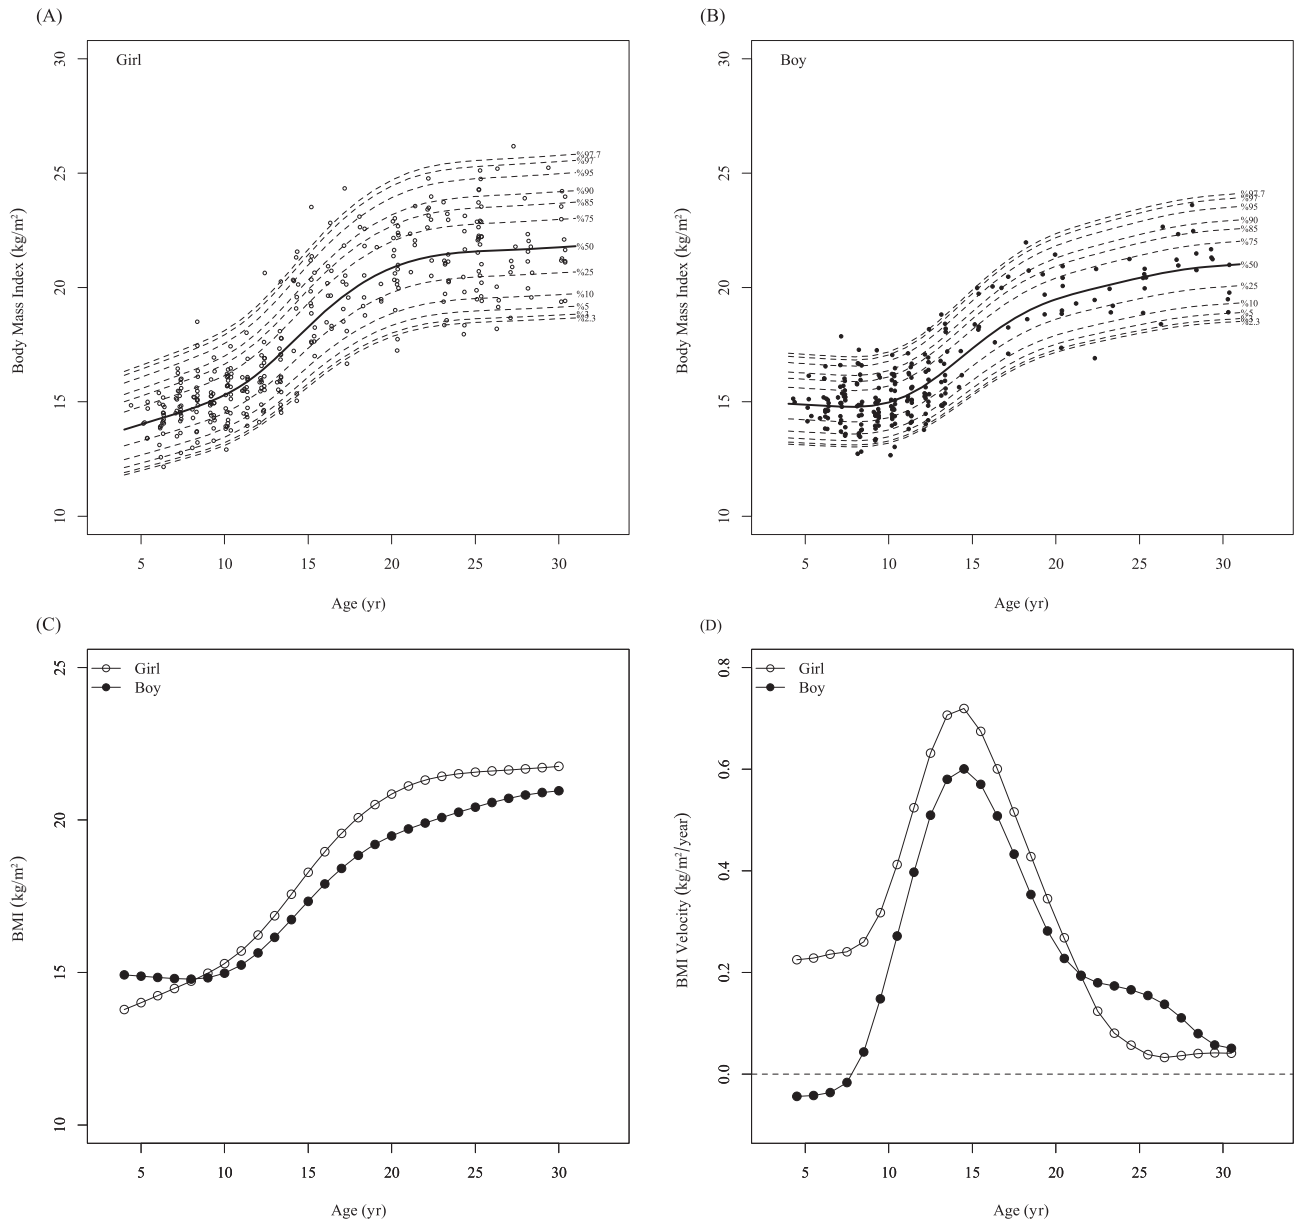 (A)
Girl
Body Mass Index (kg/m²)
30
25
20
15
10
%97.7
%97
%95
%90
%85
%75
%50
%25
%10
%5
%2.3
5 10 15 20 25 30
Age (yr)
(B)
Boy
Body Mass Index (kg/m²)
30
25
20
15
10
%97.7
%97
%95
%90
%85
%75
%50
%25
%10
%5
%2.3
5 10 15 20 25 30
Age (yr)
(C)
Girl
Boy
BMI (kg/m²)
25
20
15
10
5 10 15 20 25 30
Age (yr)
(D)
Girl
Boy
BMI Velocity (kg/m²/year)
0.8
0.6
0.4
0.2
0.0
5 10 15 20 25 30
Age (yr)